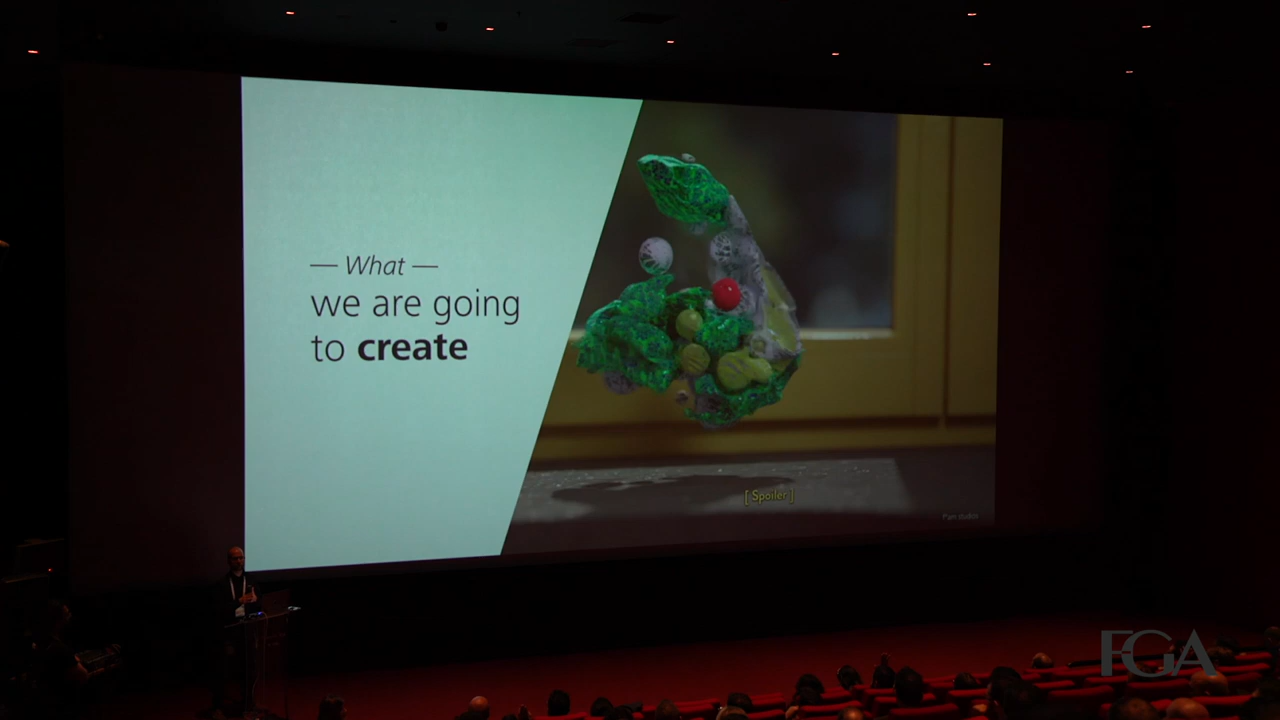 — What —
we are going
to create
[ Spoiler ]
FGA